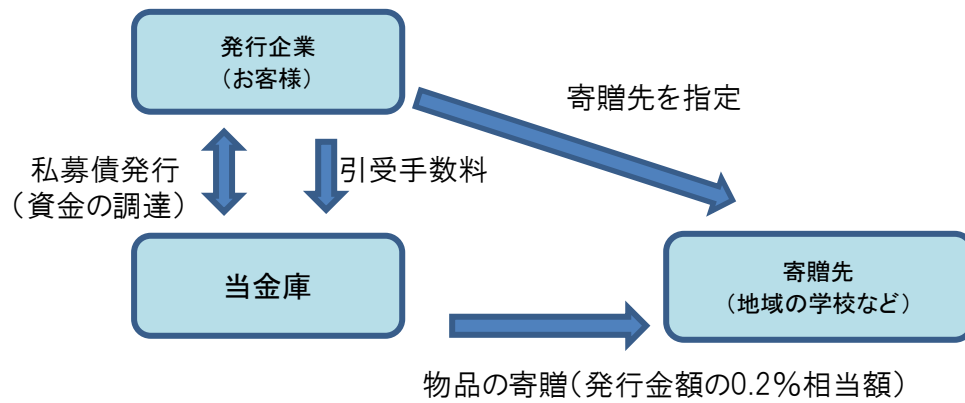 発行企業
（お客様）
寄贈先を指定
私募債発行
（資金の調達）
引受手数料
当金庫
寄贈先
（地域の学校など）
物品の寄贈（発行金額の0.2％相当額）